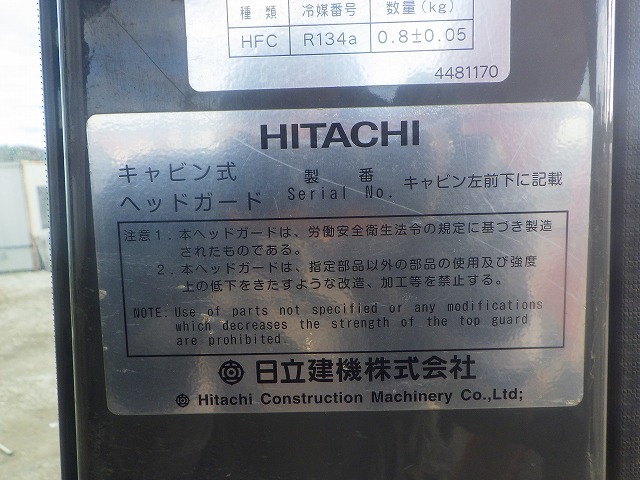 種類 冷媒番号 数量(kg)
HFC R134a 0.8±0.05
4481170
HITACHI
キャビン式 製番 キャビン左前下に記載
ヘッドガード Serial No.
注意1. 本ヘッドガードは、労働安全衛生法令の規定に基づき製造
されたものである。
2. 本ヘッドガードは、指定部品以外の部品の使用及び強度
上の低下をきたすような改造、加工等を禁止する。
NOTE: Use of parts not specified or any modifications
which decreases the strength of the top guard
are prohibited.
日立建機株式会社
Hitachi Construction Machinery Co.,Ltd;